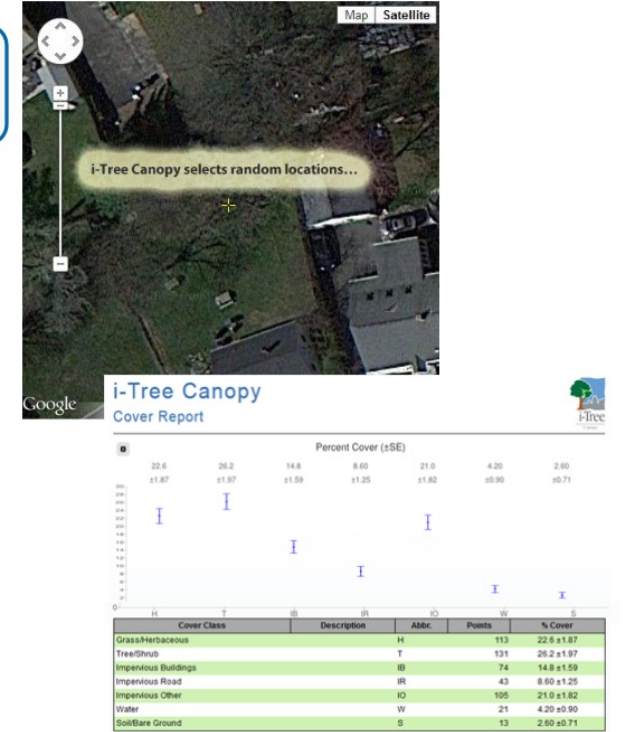 Map Satellite
i-Tree Canopy selects random locations...
Google
i-Tree Canopy
Cover Report
i-Tree
Percent Cover (±SE)
22.6 26.2 14.8 8.60 21.0 4.20 2.60
±1.87 ±1.97 ±1.59 ±1.25 ±1.82 ±0.90 ±0.71
H T IB IR IO W S
Cover Class Description Abbr. Points % Cover
Grass/Herbaceous H 113 22.6 ±1.87
Tree/Shrub T 131 26.2 ±1.97
Impervious Buildings IB 74 14.8 ±1.59
Impervious Road IR 43 8.60 ±1.25
Impervious Other IO 105 21.0 ±1.82
Water W 21 4.20 ±0.90
Soil/Bare Ground S 13 2.60 ±0.71